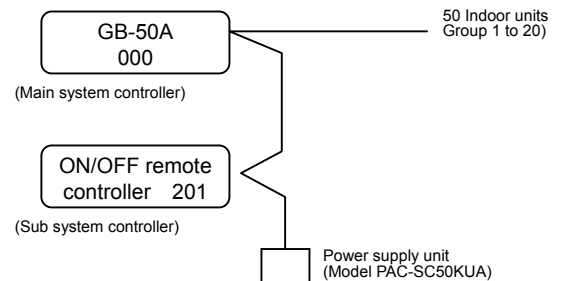 GB-50A
000
50 Indoor units
Group 1 to 20)
(Main system controller)
ON/OFF remote
controller 201
(Sub system controller)
Power supply unit
(Model PAC-SC50KUA)